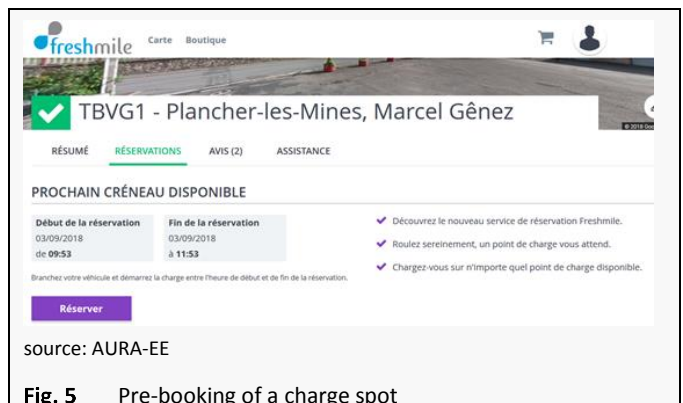 freshmile Carte Boutique
TBVG1 - Plancher-les-Mines, Marcel Gênez
RÉSUMÉ RÉSERVATIONS AVIS (2) ASSISTANCE
PROCHAIN CRÉNEAU DISPONIBLE
Début de la réservation Fin de la réservation
03/09/2018 03/09/2018
de 09:53 à 11:53
Branchez votre véhicule et démarrez la charge entre l'heure de début et de fin de la réservation.
Réserver
Découvrez le nouveau service de réservation Freshmile.
Roulez sereinement, un point de charge vous attend.
Chargez-vous sur n'importe quel point de charge disponible.
source: AURA-EE
Fig. 5 Pre-booking of a charge spot